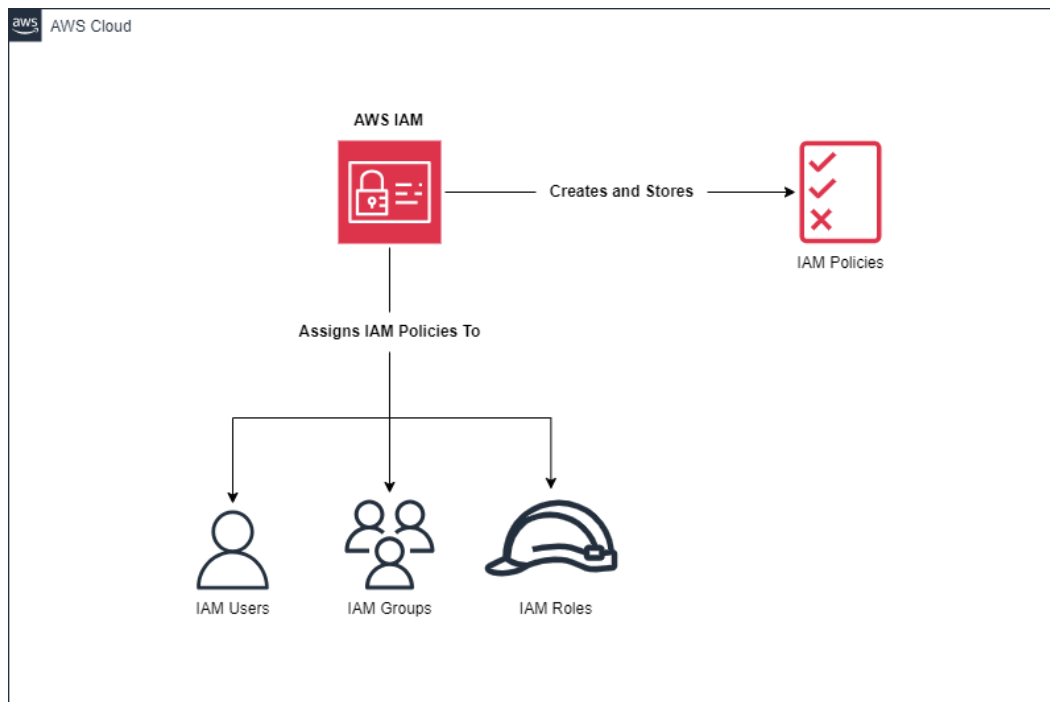 aws
AWS Cloud
AWS IAM
Creates and Stores
IAM Policies
Assigns IAM Policies To
IAM Users
IAM Groups
IAM Roles